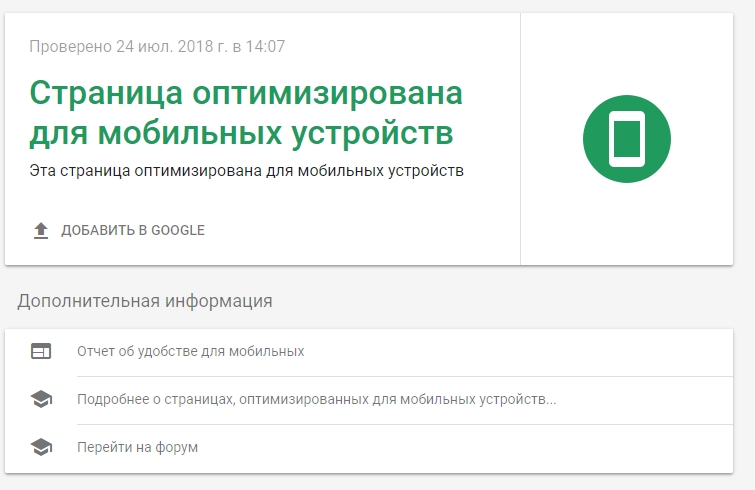 Проверено 24 июл. 2018 г. в 14:07
Страница оптимизирована
для мобильных устройств
Эта страница оптимизирована для мобильных устройств
ДОБАВИТЬ В GOOGLE
Дополнительная информация
Отчет об удобстве для мобильных
Подробнее о страницах, оптимизированных для мобильных устройств...
Перейти на форум